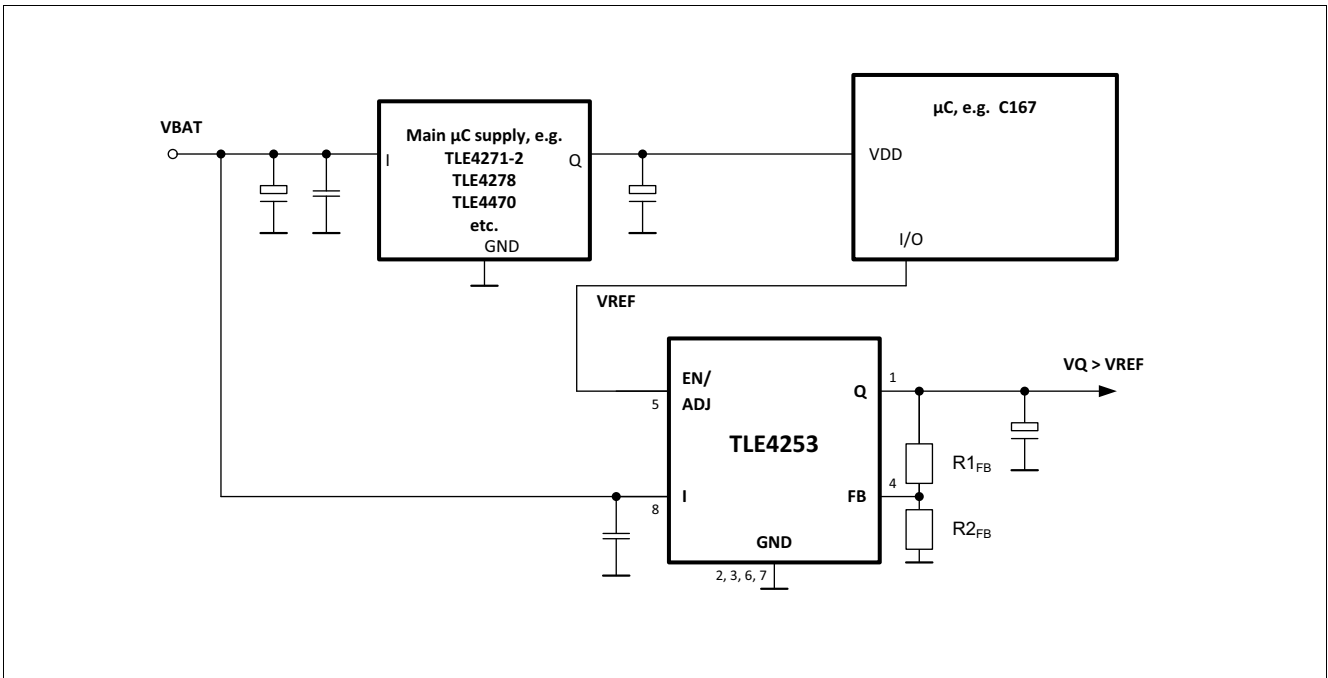 VBAT
I
Main µC supply, e.g.
TLE4271-2
TLE4278
TLE4470
etc.
GND
Q
µC, e.g. C167
VDD
I/O
VREF
EN/
ADJ
5
Q
1
VQ > VREF
TLE4253
R1FB
I
8
FB
4
R2FB
GND
2, 3, 6, 7